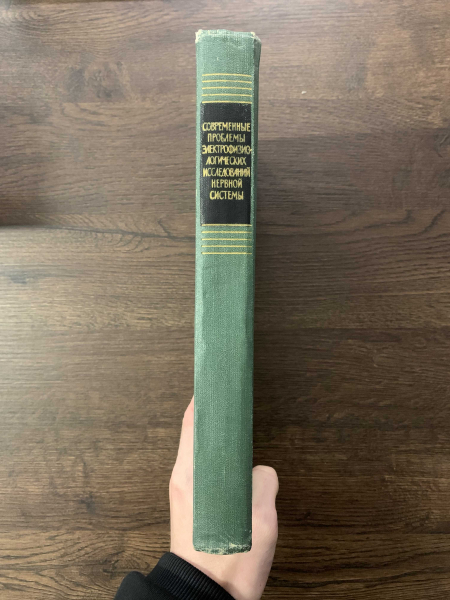 СОВРЕМЕННЫЕ
ПРОБЛЕМЫ
ЭЛЕКТРОФИЗИО-
ЛОГИЧЕСКИХ
ИССЛЕДОВАНИЙ
НЕРВНОЙ
СИСТЕМЫ